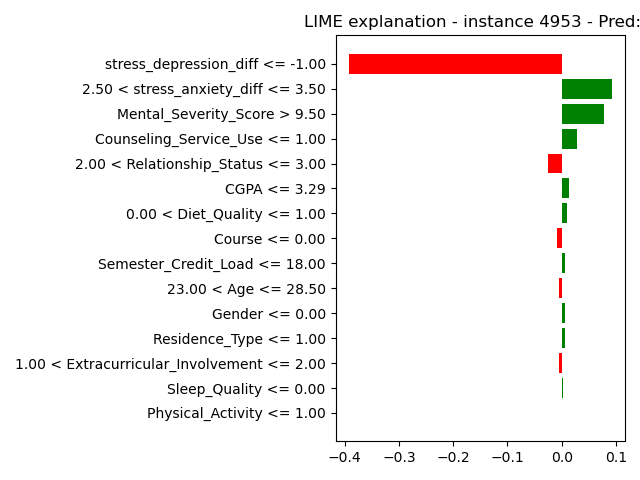 LIME explanation - instance 4953 - Pred:
stress_depression_diff <= -1.00
2.50 < stress_anxiety_diff <= 3.50
Mental_Severity_Score > 9.50
Counseling_Service_Use <= 1.00
2.00 < Relationship_Status <= 3.00
CGPA <= 3.29
0.00 < Diet_Quality <= 1.00
Course <= 0.00
Semester_Credit_Load <= 18.00
23.00 < Age <= 28.50
Gender <= 0.00
Residence_Type <= 1.00
1.00 < Extracurricular_Involvement <= 2.00
Sleep_Quality <= 0.00
Physical_Activity <= 1.00
−0.4 −0.3 −0.2 −0.1 0.0 0.1